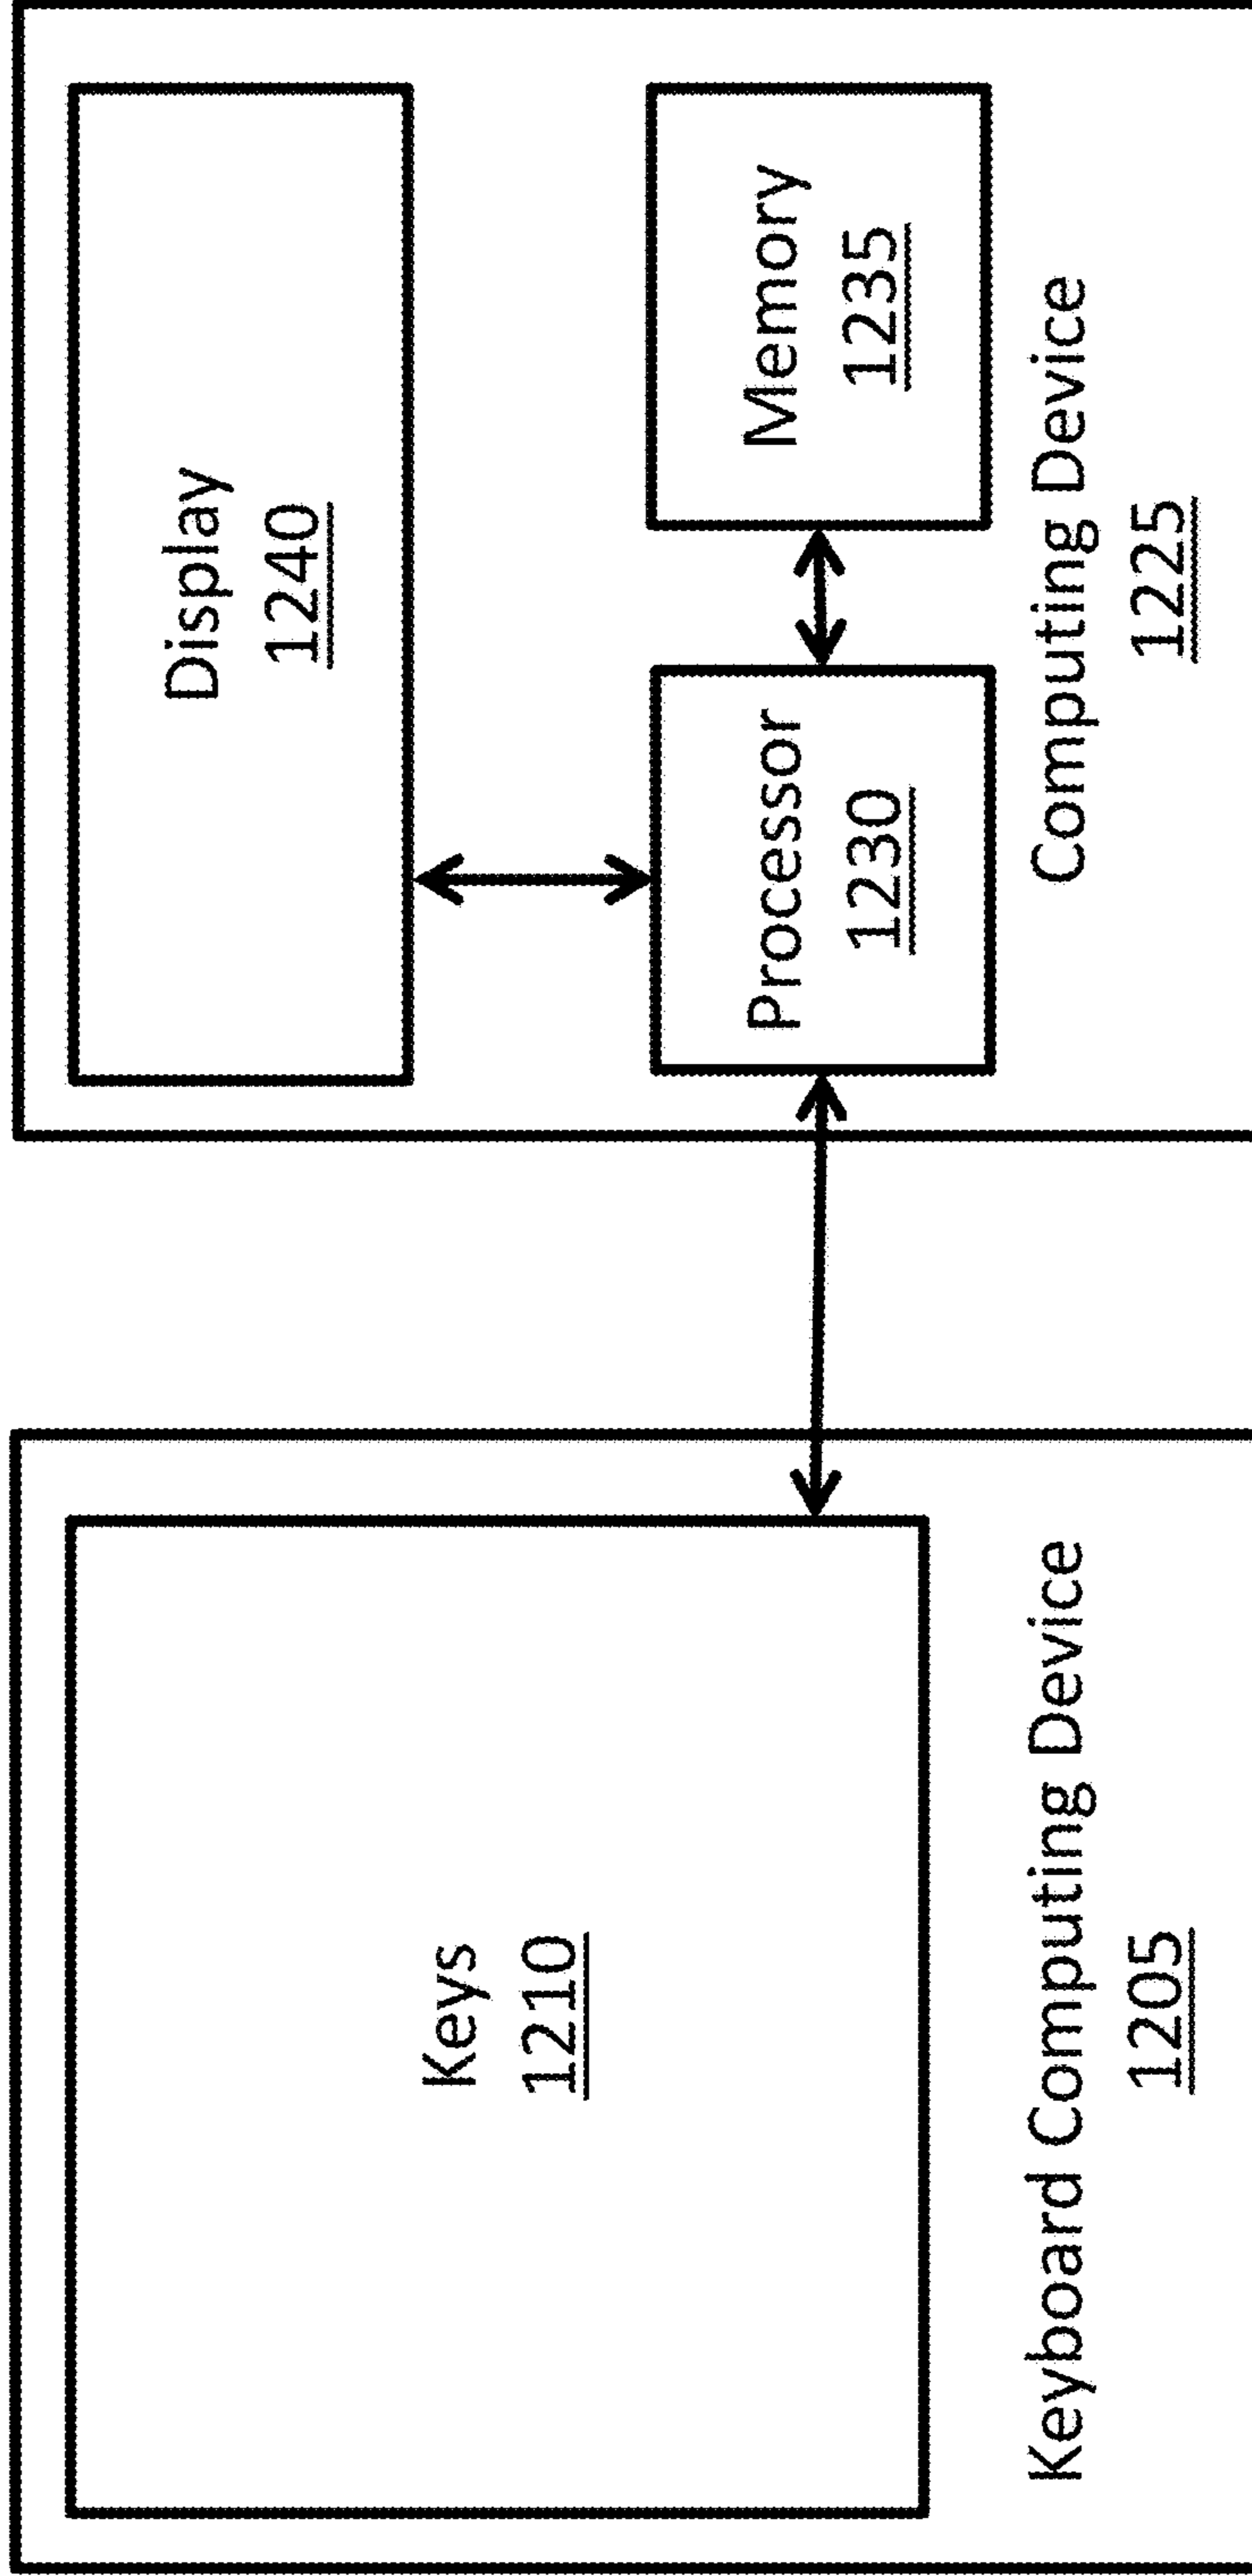 Keys
1210
Keyboard Computing Device
1205
Display
1240
Processor
1230
Memory
1235
Computing Device
1225